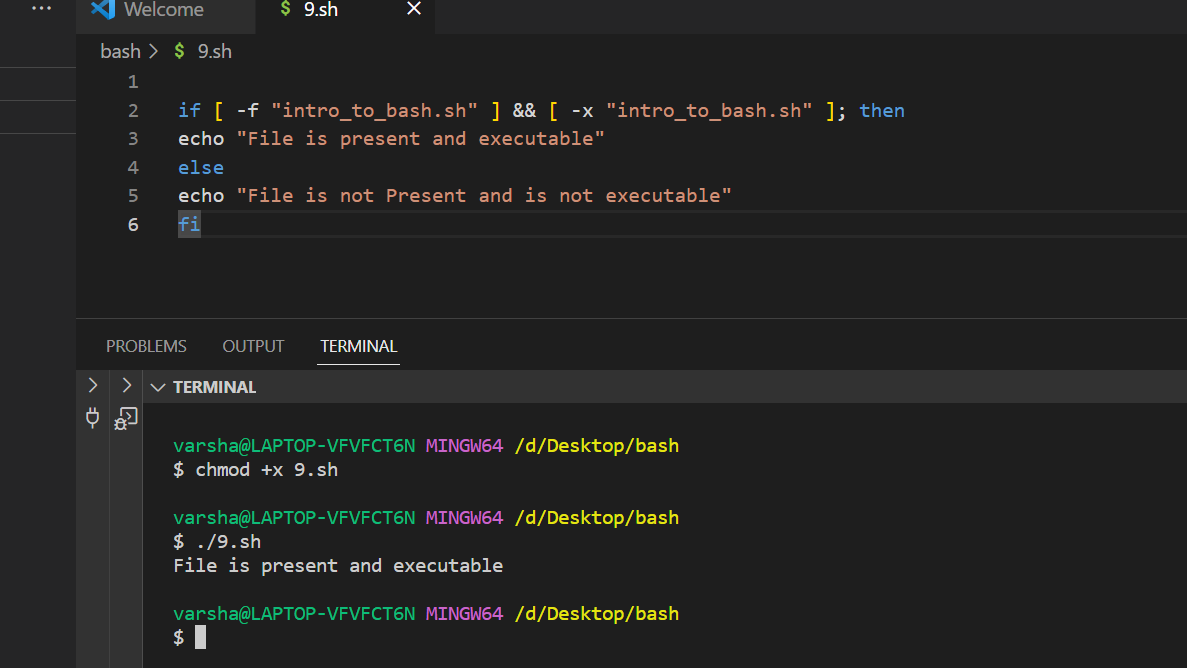 ...
Welcome $ 9.sh ×
bash > $ 9.sh
1
2 if [ -f "intro_to_bash.sh" ] && [ -x "intro_to_bash.sh" ]; then
3 echo "File is present and executable"
4 else
5 echo "File is not Present and is not executable"
6 fi
PROBLEMS OUTPUT TERMINAL
TERMINAL
varsha@LAPTOP-VFVFCT6N MINGW64 /d/Desktop/bash
$ chmod +x 9.sh
varsha@LAPTOP-VFVFCT6N MINGW64 /d/Desktop/bash
$ ./9.sh
File is present and executable
varsha@LAPTOP-VFVFCT6N MINGW64 /d/Desktop/bash
$